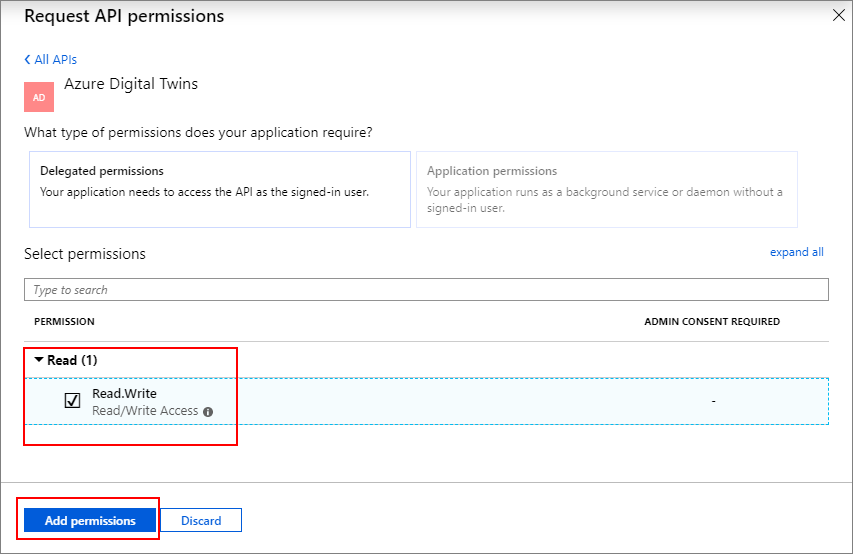 Request API permissions
All APIs
AD
Azure Digital Twins
What type of permissions does your application require?
Delegated permissions
Your application needs to access the API as the signed-in user.
Application permissions
Your application runs as a background service or daemon without a
signed-in user.
Select permissions
expand all
Type to search
PERMISSION
ADMIN CONSENT REQUIRED
Read (1)
Read.Write
Read/Write Access
-
Add permissions
Discard